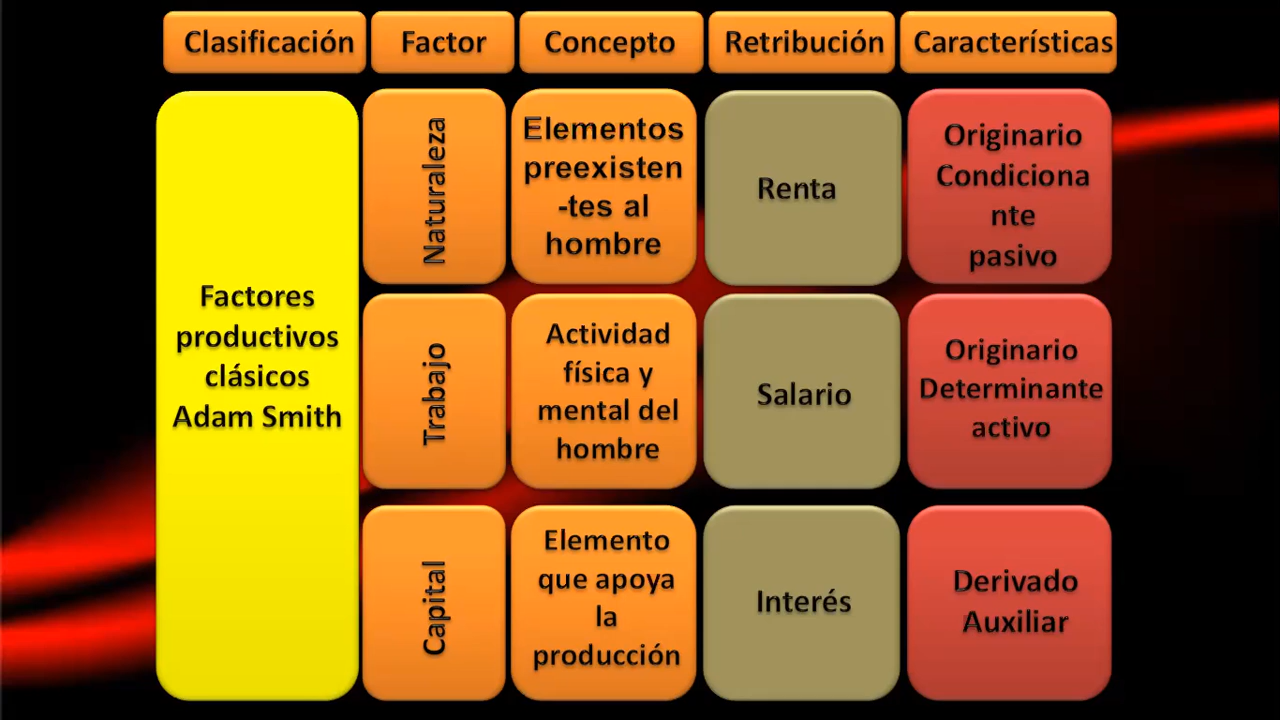 Clasificación
Factor
Concepto
Retribución
Características
Factores
productivos
clásicos
Adam Smith
Naturaleza
Elementos
preexisten
-tes al
hombre
Renta
Originario
Condiciona
nte
pasivo
Trabajo
Actividad
física y
mental del
hombre
Salario
Originario
Determinante
activo
Capital
Elemento
que apoya
la
producción
Interés
Derivado
Auxiliar